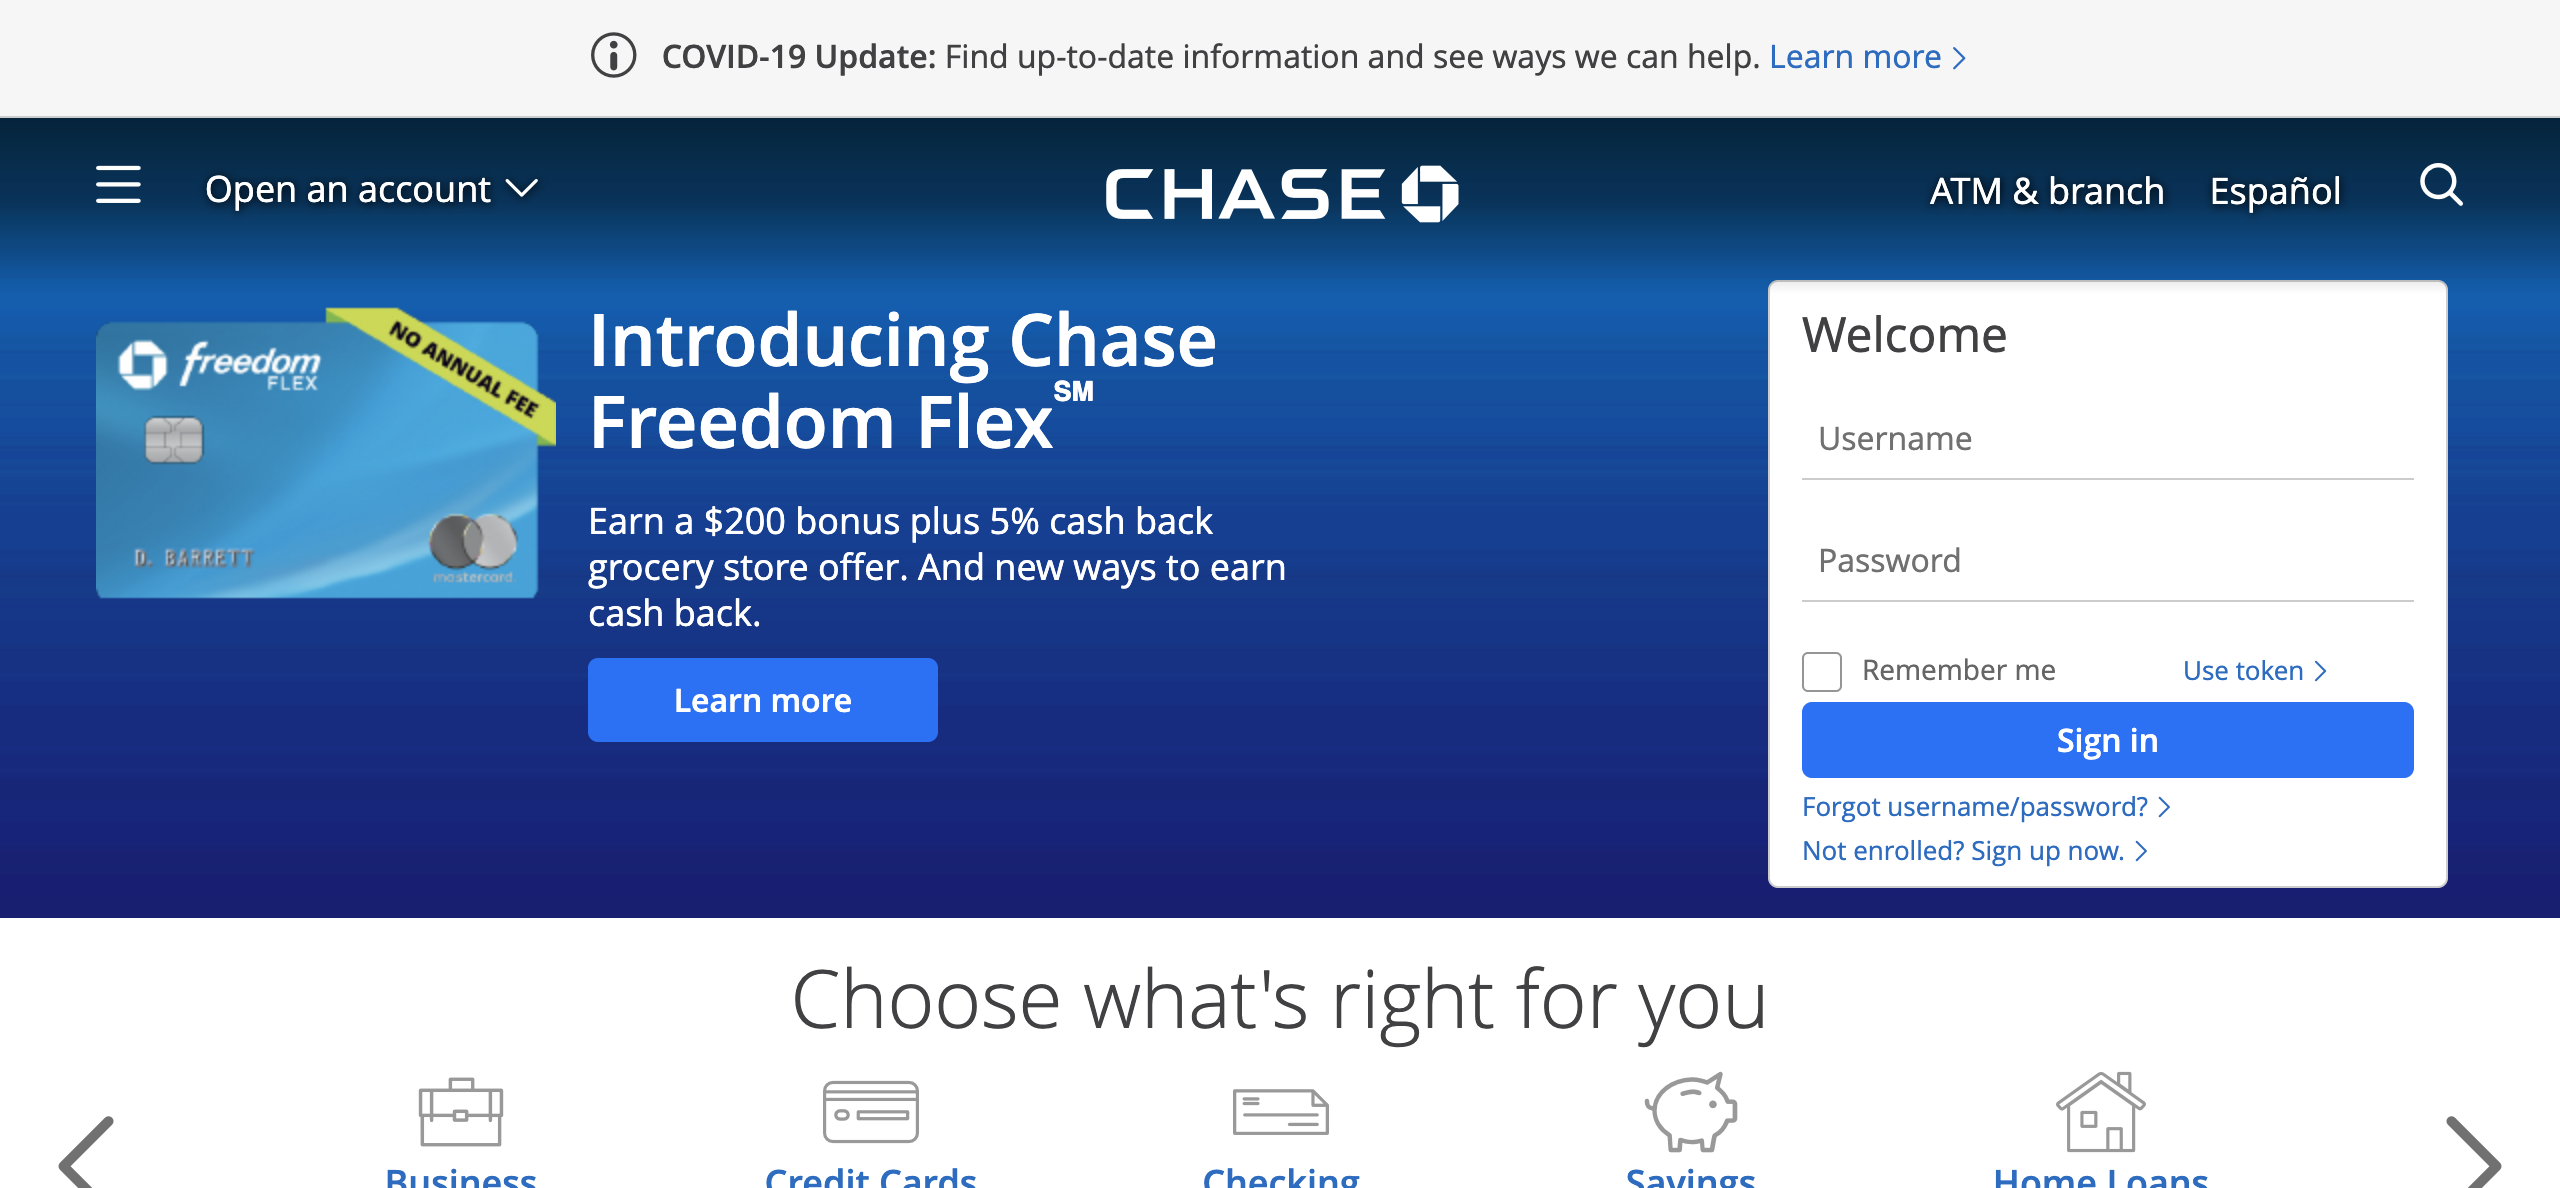 COVID-19 Update: Find up-to-date information and see ways we can help. Learn more
Open an account
CHASE
ATM & branch
Español
freedom
FLEX
NO ANNUAL FEE
D. BARRETT
mastercard
Introducing Chase
Freedom Flex℠
Earn a $200 bonus plus 5% cash back
grocery store offer. And new ways to earn
cash back.
Learn more
Welcome
Username
Password
Remember me
Use token
Sign in
Forgot username/password?
Not enrolled? Sign up now.
Choose what's right for you
Business
Credit Cards
Checking
Savings
Home Loans